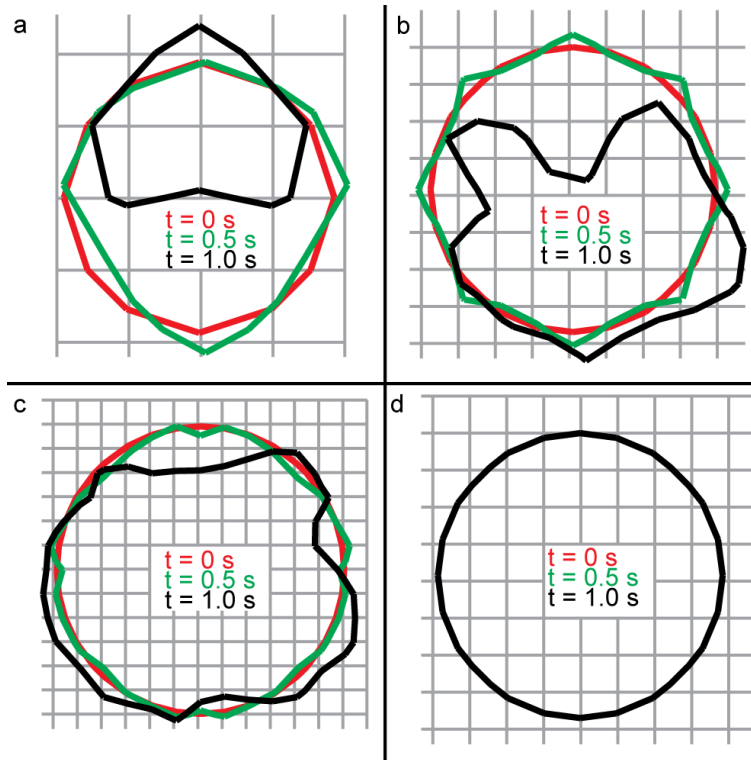 a
t = 0 s
t = 0.5 s
t = 1.0 s
b
t = 0 s
t = 0.5 s
t = 1.0 s
c
t = 0 s
t = 0.5 s
t = 1.0 s
d
t = 0 s
t = 0.5 s
t = 1.0 s